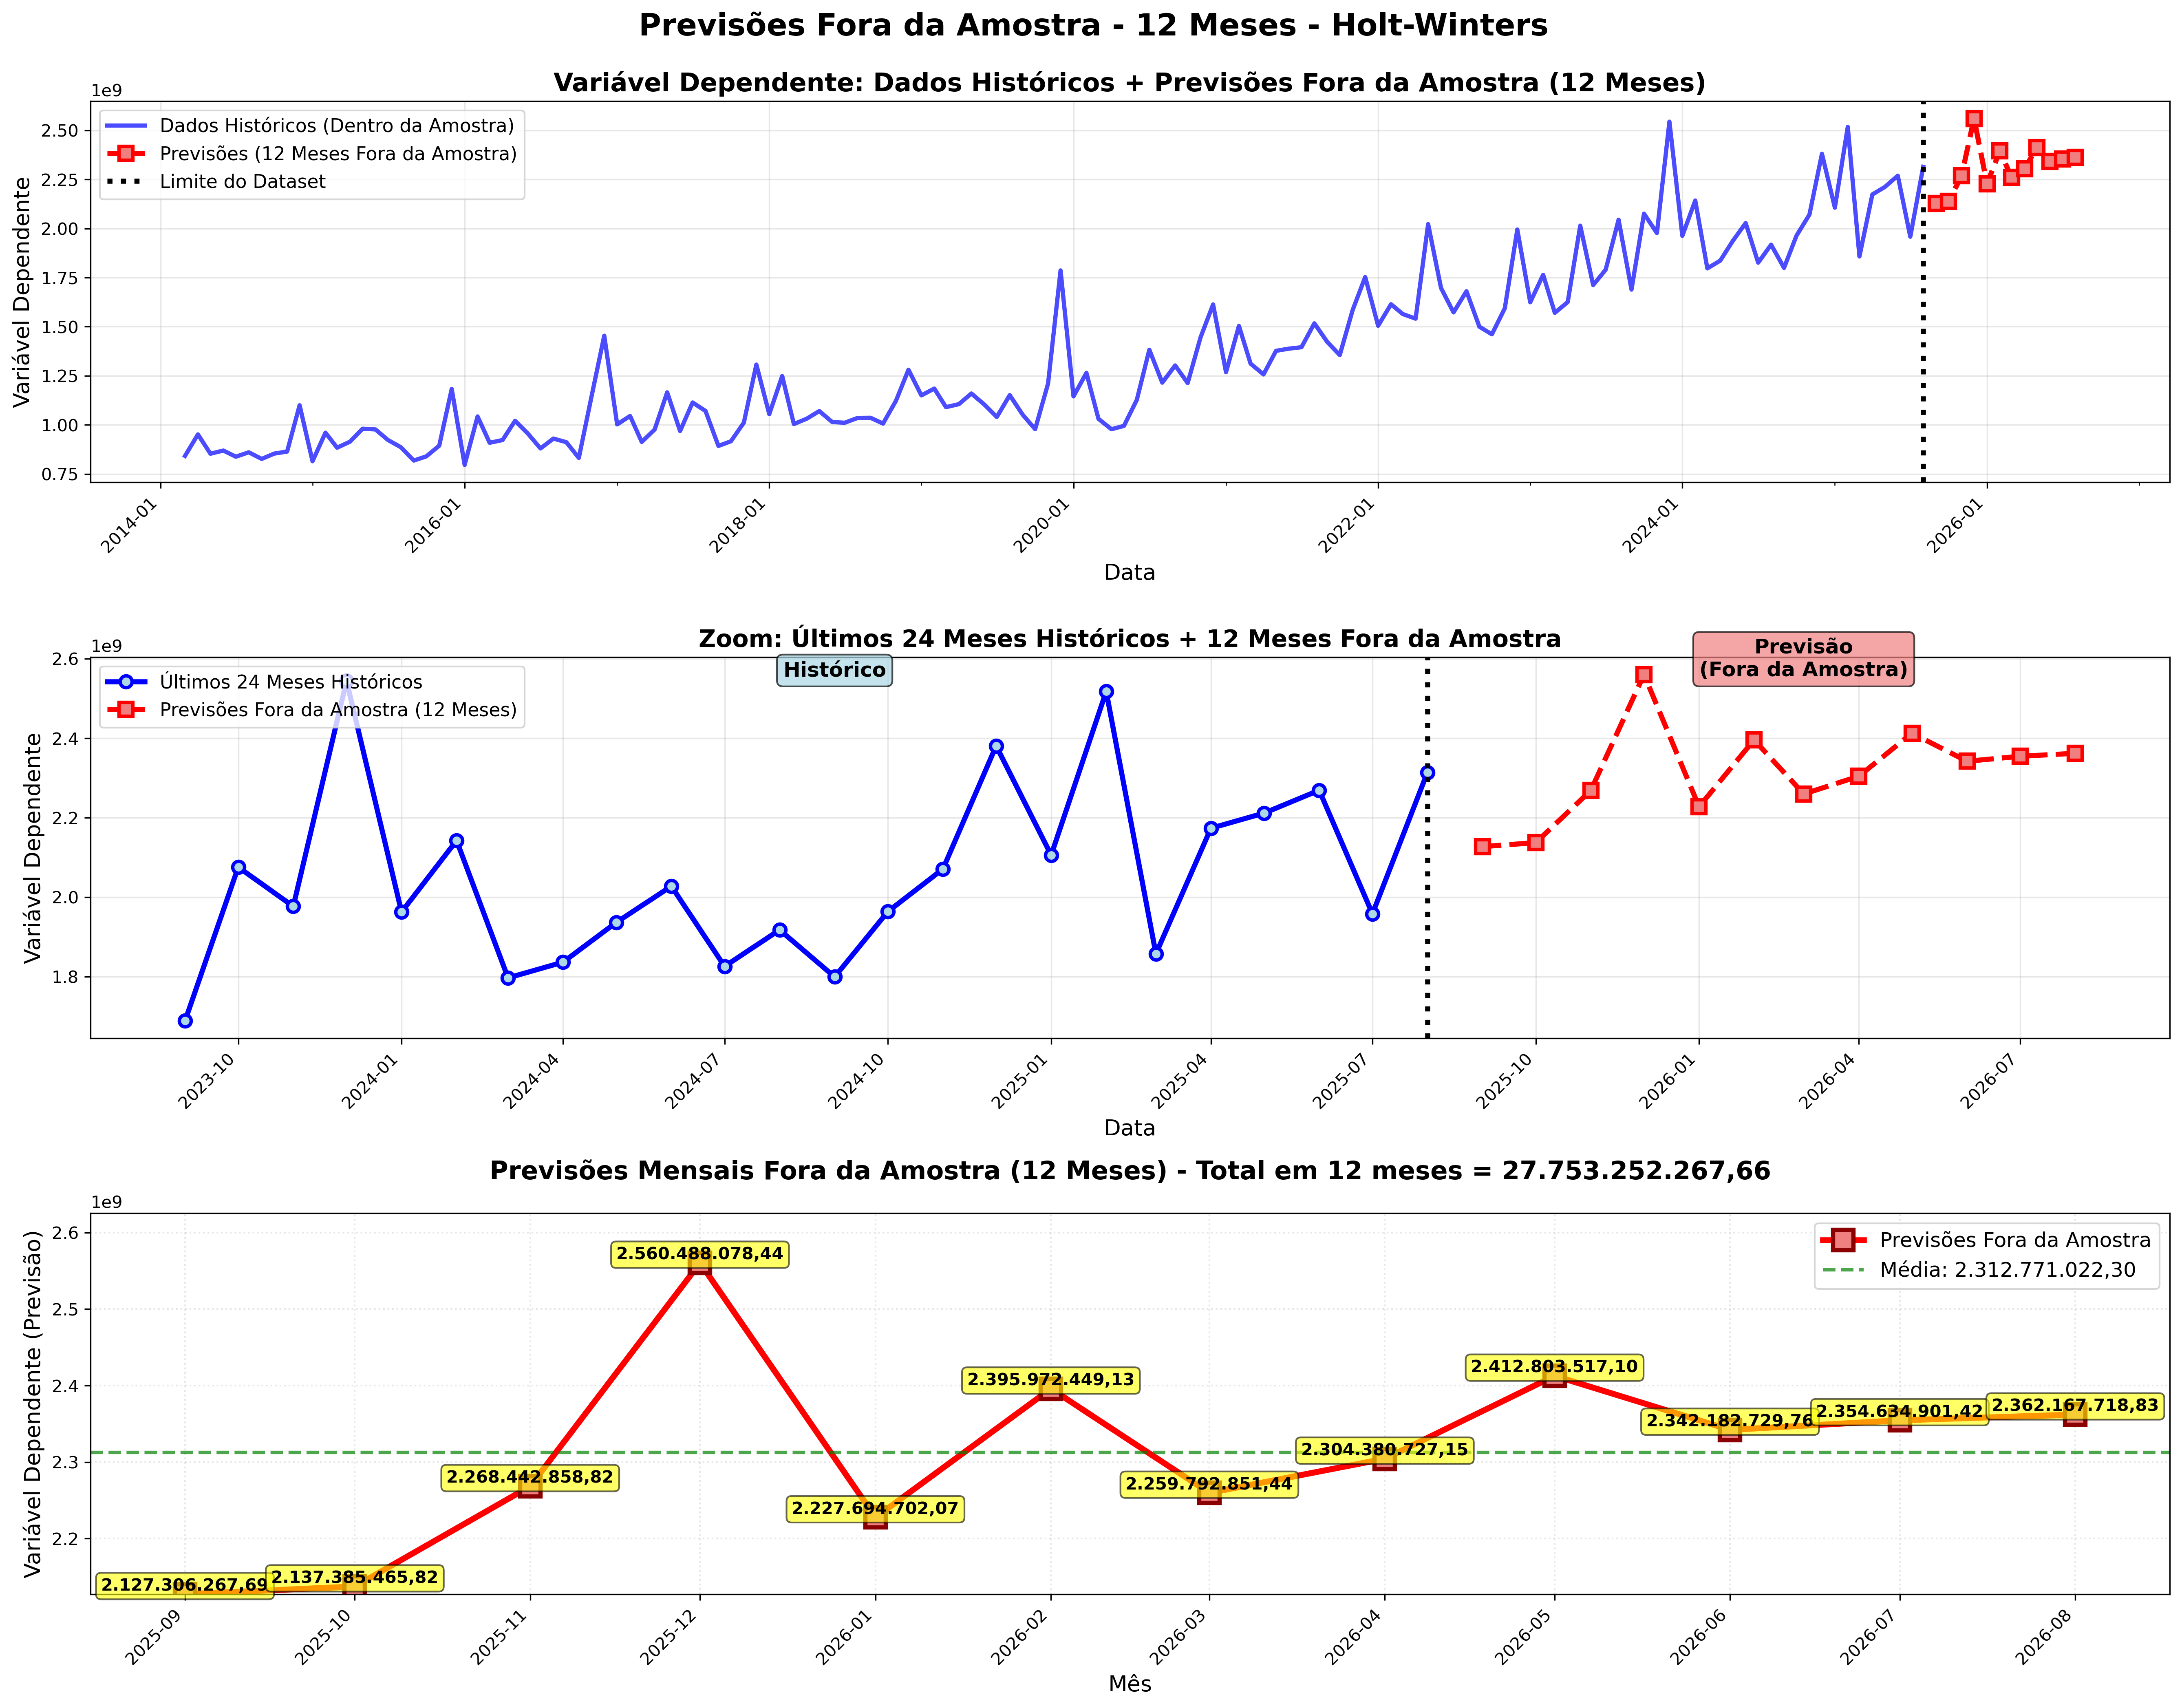 Previsões Fora da Amostra - 12 Meses - Holt-Winters
Variável Dependente: Dados Históricos + Previsões Fora da Amostra (12 Meses)
1e9
Dados Históricos (Dentro da Amostra)
Previsões (12 Meses Fora da Amostra)
Limite do Dataset
2.50
2.25
2.00
1.75
1.50
1.25
1.00
0.75
Variável Dependente
2014-01
2016-01
2018-01
2020-01
2022-01
2024-01
2026-01
Data
Zoom: Últimos 24 Meses Históricos + 12 Meses Fora da Amostra
1e9
Últimos 24 Meses Históricos
Previsões Fora da Amostra (12 Meses)
Histórico
Previsão
(Fora da Amostra)
2.6
2.4
2.2
2.0
1.8
Variável Dependente
2023-10
2024-01
2024-04
2024-07
2024-10
2025-01
2025-04
2025-07
2025-10
2026-01
2026-04
2026-07
Data
Previsões Mensais Fora da Amostra (12 Meses) - Total em 12 meses = 27.753.252.267,66
1e9
Previsões Fora da Amostra
Média: 2.312.771.022,30
2.6
2.5
2.4
2.3
2.2
Variável Dependente (Previsão)
2.127.306.267,69
2.137.385.465,82
2.268.442.858,82
2.560.488.078,44
2.227.694.702,07
2.395.972.449,13
2.259.792.851,44
2.304.380.727,15
2.412.803.517,10
2.342.182.729,76
2.354.634.901,42
2.362.167.718,83
2025-09
2025-10
2025-11
2025-12
2026-01
2026-02
2026-03
2026-04
2026-05
2026-06
2026-07
2026-08
Mês